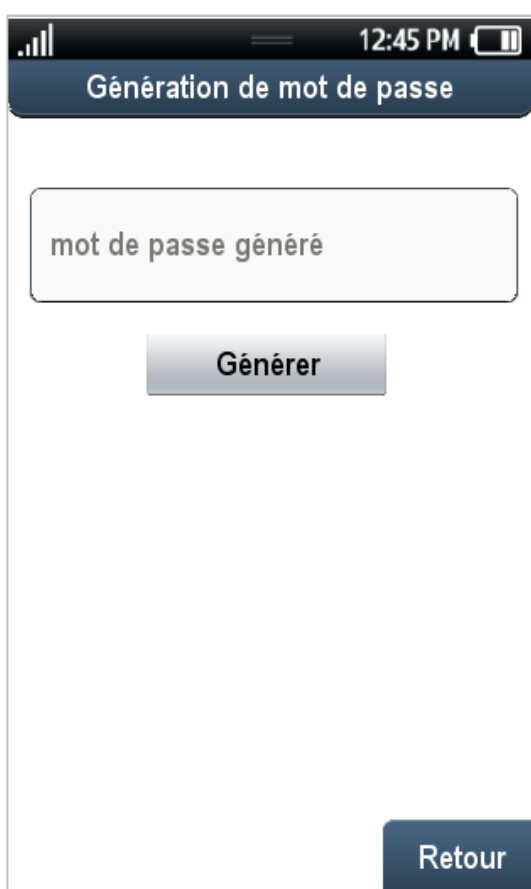 12:45 PM
Génération de mot de passe
mot de passe généré
Générer
Retour